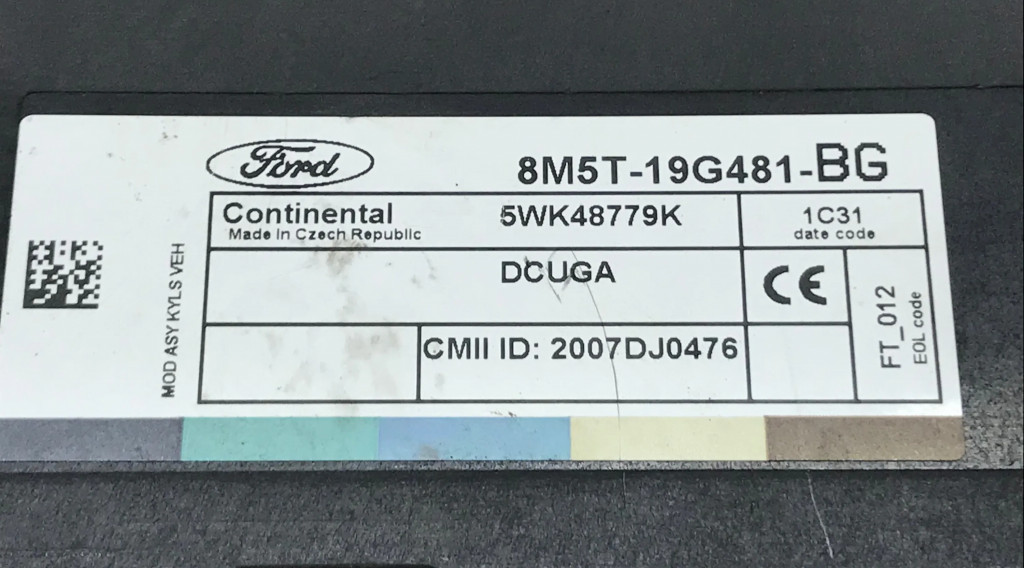 Ford
8M5T-19G481-BG
Continental 5WK48779K
Made In Czech Republic
1C31
date code
DCUGA
CE
CMII ID: 2007DJ0476
FT_012
EOL code
MOD ASY KYLS VEH